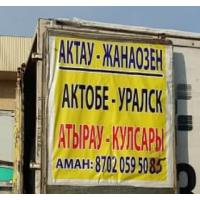 АКТАУ - ЖАНАОЗЕН
АКТОБЕ - УРАЛСК
АТЫРАУ - КУЛСАРЫ
АМАН: 8702 059 50 85